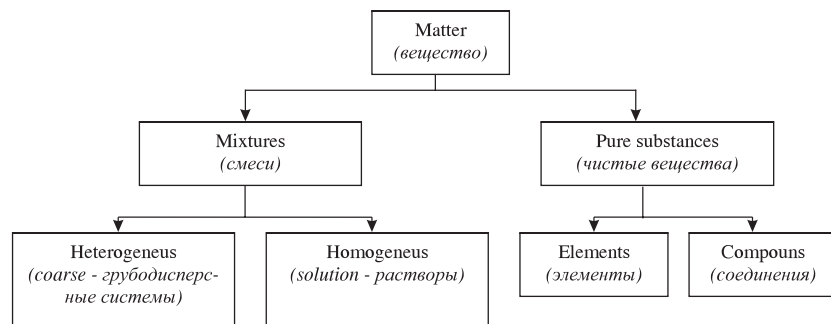 Matter
(вещество)
Mixtures
(смеси)
Pure substances
(чистые вещества)
Heterogeneus
(coarse - грубодисперс-
ные системы)
Homogeneus
(solution - растворы)
Elements
(элементы)
Compouns
(соединения)